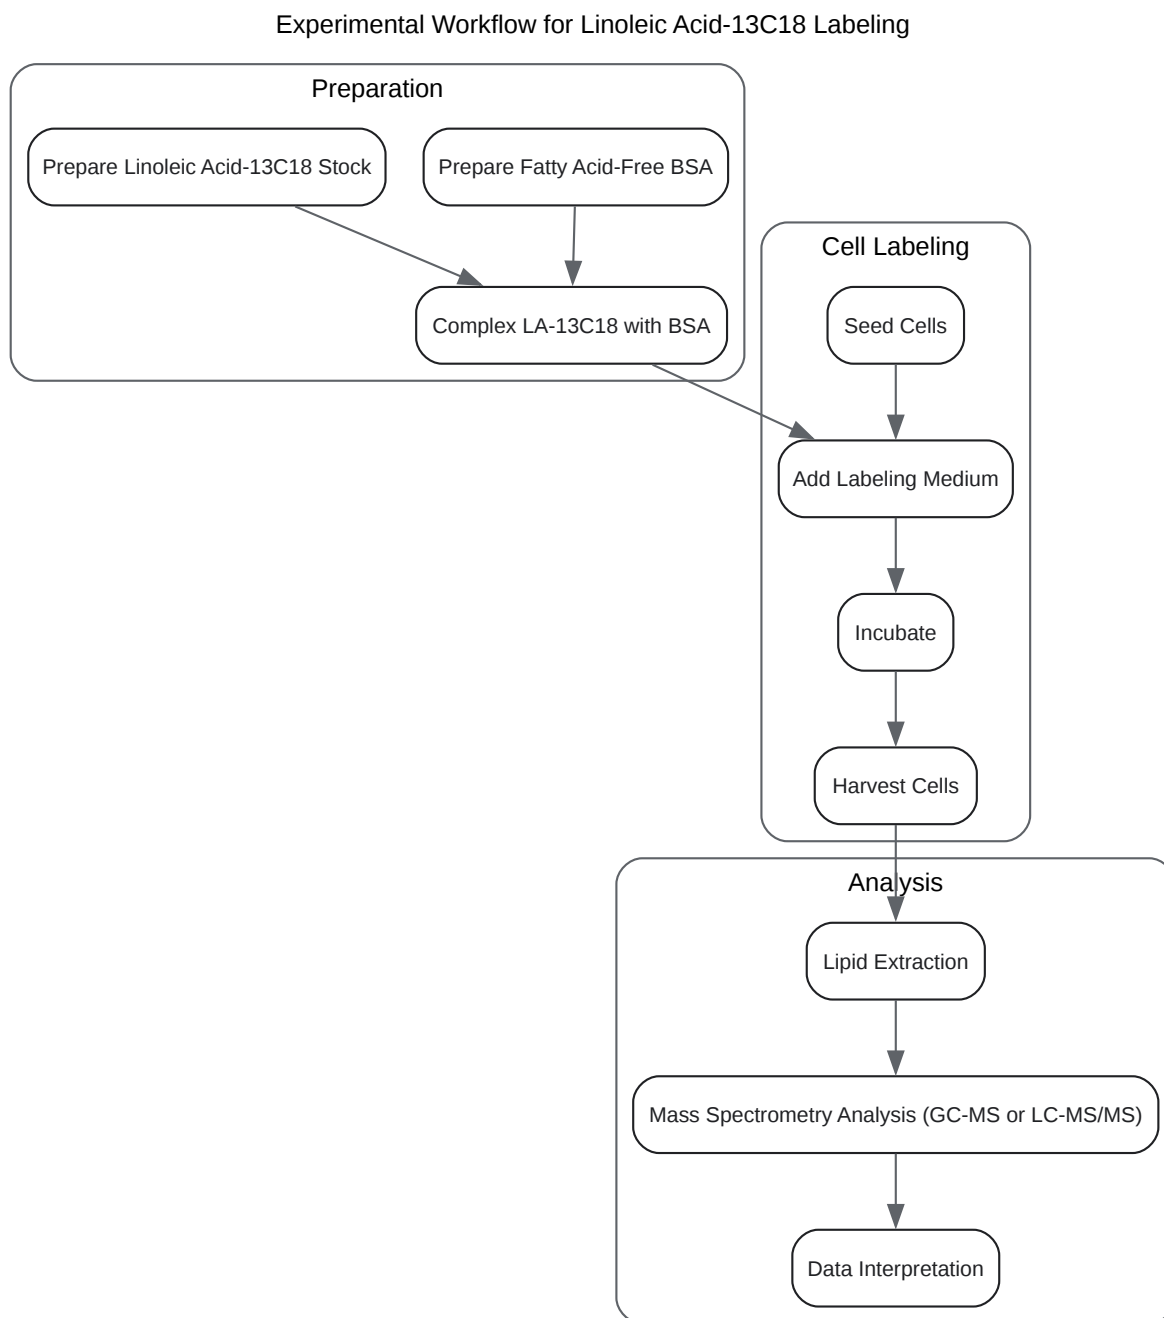 Experimental Workflow for Linoleic Acid-13C18 Labeling
Preparation
Prepare Linoleic Acid-13C18 Stock
Prepare Fatty Acid-Free BSA
Complex LA-13C18 with BSA
Cell Labeling
Seed Cells
Add Labeling Medium
Incubate
Harvest Cells
Analysis
Lipid Extraction
Mass Spectrometry Analysis (GC-MS or LC-MS/MS)
Data Interpretation